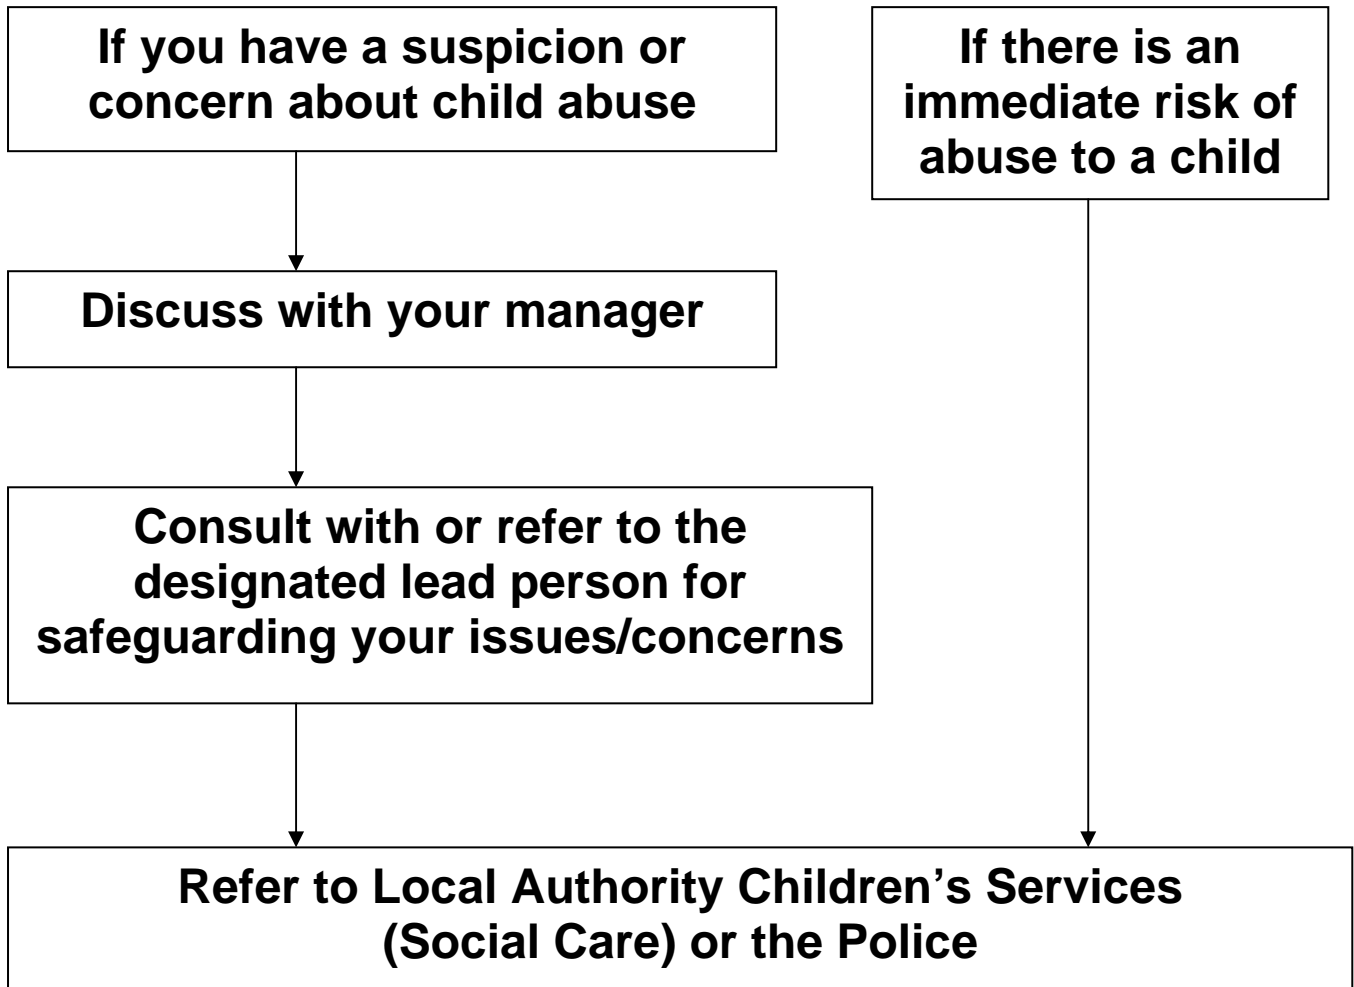 If you have a suspicion or
concern about child abuse
If there is an
immediate risk of
abuse to a child
Discuss with your manager
Consult with or refer to the
designated lead person for
safeguarding your issues/concerns
Refer to Local Authority Children’s Services
(Social Care) or the Police